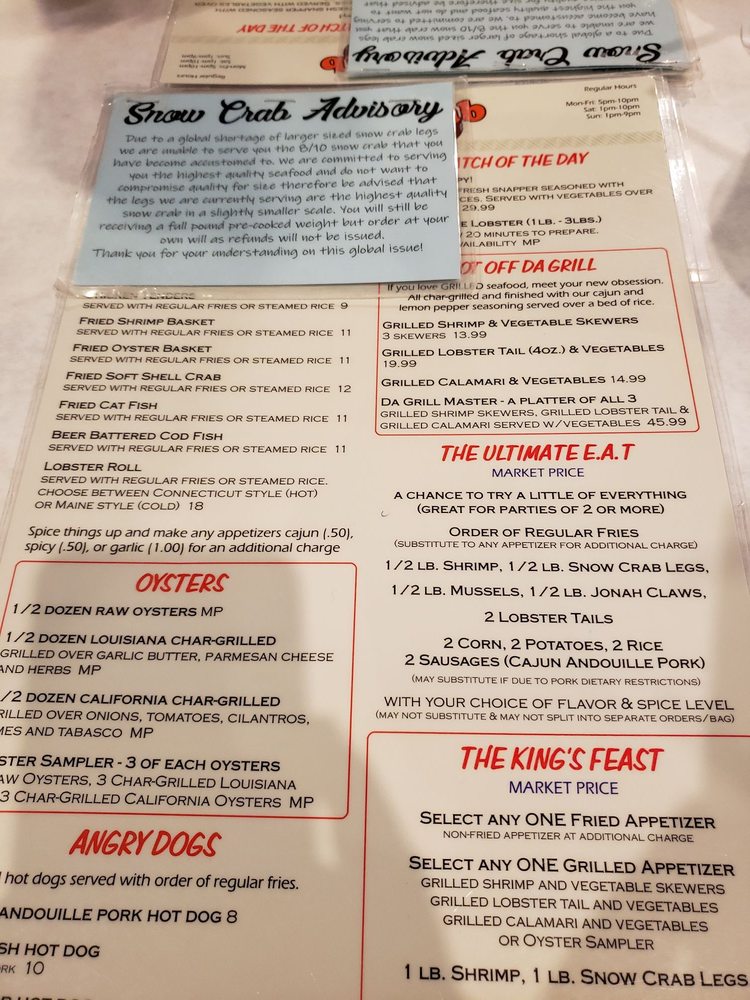 Snow Crab Advisory
Due to a global shortage of larger sized snow crab legs
we are unable to serve you the 8/10 snow crab that you
have become accustomed to. We are committed to serving
you the highest quality seafood and do not want to
compromise quality for size therefore be advised that
the legs we are currently serving are the highest quality
snow crab in a slightly smaller scale. You will still be
receiving a full pound pre-cooked weight but order at your
own will as refunds will not be issued.
Thank you for your understanding on this global issue!
SERVED WITH REGULAR FRIES OR STEAMED RICE 9
FRIED SHRIMP BASKET
SERVED WITH REGULAR FRIES OR STEAMED RICE 11
FRIED OYSTER BASKET
SERVED WITH REGULAR FRIES OR STEAMED RICE 11
FRIED SOFT SHELL CRAB
SERVED WITH REGULAR FRIES OR STEAMED RICE 12
FRIED CAT FISH
SERVED WITH REGULAR FRIES OR STEAMED RICE 11
BEER BATTERED COD FISH
SERVED WITH REGULAR FRIES OR STEAMED RICE 11
LOBSTER ROLL
SERVED WITH REGULAR FRIES OR STEAMED RICE.
CHOOSE BETWEEN CONNECTICUT STYLE (HOT)
OR MAINE STYLE (COLD) 18
Spice things up and make any appetizers cajun (.50),
spicy (.50), or garlic (1.00) for an additional charge
OYSTERS
1/2 DOZEN RAW OYSTERS MP
1/2 DOZEN LOUISIANA CHAR-GRILLED
GRILLED OVER GARLIC BUTTER, PARMESAN CHEESE
AND HERBS MP
/2 DOZEN CALIFORNIA CHAR-GRILLED
RILLED OVER ONIONS, TOMATOES, CILANTROS,
MES AND TABASCO MP
STER SAMPLER - 3 OF EACH OYSTERS
AW OYSTERS, 3 CHAR-GRILLED LOUISIANA
3 CHAR-GRILLED CALIFORNIA OYSTERS MP
ANGRY DOGS
hot dogs served with order of regular fries.
ANDOUILLE PORK HOT DOG 8
SH HOT DOG
ORK 10
Regular Hours
Mon-Fri: 5pm-10pm
Sat: 1pm-10pm
Sun: 1pm-9pm
TCH OF THE DAY
PY!
FRESH SNAPPER SEASONED WITH
CES. SERVED WITH VEGETABLES OVER
29.99
E LOBSTER (1LB. - 3LBS.)
20 MINUTES TO PREPARE.
AILABILITY MP
OT OFF DA GRILL
If you love GRILLED seafood, meet your new obsession.
All char-grilled and finished with our cajun and
lemon pepper seasoning served over a bed of rice.
GRILLED SHRIMP & VEGETABLE SKEWERS
3 SKEWERS 13.99
GRILLED LOBSTER TAIL (4OZ.) & VEGETABLES
19.99
GRILLED CALAMARI & VEGETABLES 14.99
DA GRILL MASTER - A PLATTER OF ALL 3
GRILLED SHRIMP SKEWERS, GRILLED LOBSTER TAIL &
GRILLED CALAMARI SERVED W/VEGETABLES 45.99
THE ULTIMATE E.A.T
MARKET PRICE
A CHANCE TO TRY A LITTLE OF EVERYTHING
(GREAT FOR PARTIES OF 2 OR MORE)
ORDER OF REGULAR FRIES
(SUBSTITUTE TO ANY APPETIZER FOR ADDITIONAL CHARGE)
1/2 LB. SHRIMP, 1/2 LB. SNOW CRAB LEGS,
1/2 LB. MUSSELS, 1/2 LB. JONAH CLAWS,
2 LOBSTER TAILS
2 CORN, 2 POTATOES, 2 RICE
2 SAUSAGES (CAJUN ANDOUILLE PORK)
(MAY SUBSTITUTE IF DUE TO PORK DIETARY RESTRICTIONS)
WITH YOUR CHOICE OF FLAVOR & SPICE LEVEL
(MAY NOT SUBSTITUTE & MAY NOT SPLIT INTO SEPARATE ORDERS/BAG)
THE KING'S FEAST
MARKET PRICE
SELECT ANY ONE FRIED APPETIZER
NON-FRIED APPETIZER AT ADDITIONAL CHARGE
SELECT ANY ONE GRILLED APPETIZER
GRILLED SHRIMP AND VEGETABLE SKEWERS
GRILLED LOBSTER TAIL AND VEGETABLES
GRILLED CALAMARI AND VEGETABLES
OR OYSTER SAMPLER
1 LB. SHRIMP, 1 LB. SNOW CRAB LEGS